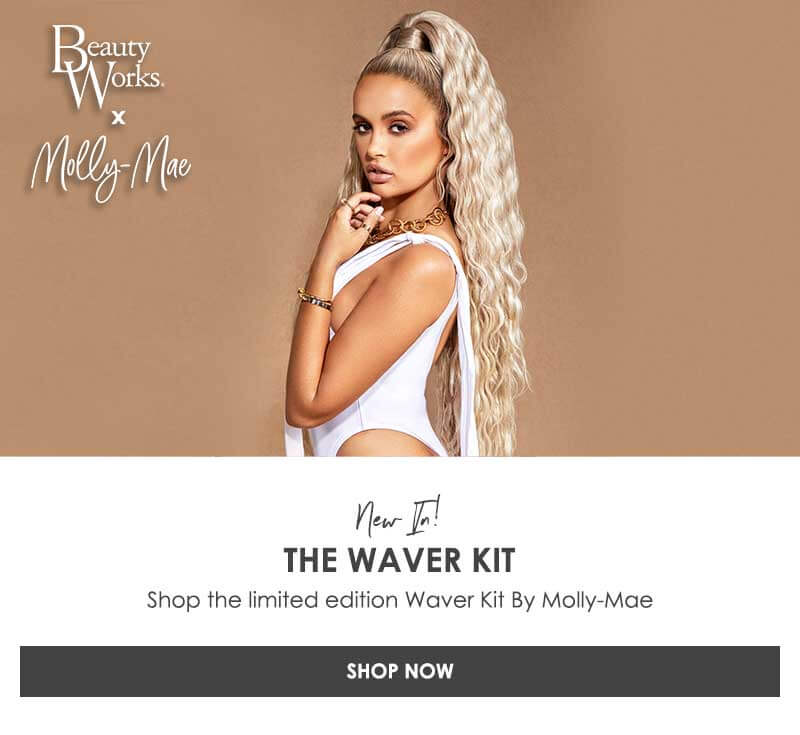 Beauty
Works®
x
Molly-Mae
New In!
THE WAVER KIT
Shop the limited edition Waver Kit By Molly-Mae
SHOP NOW